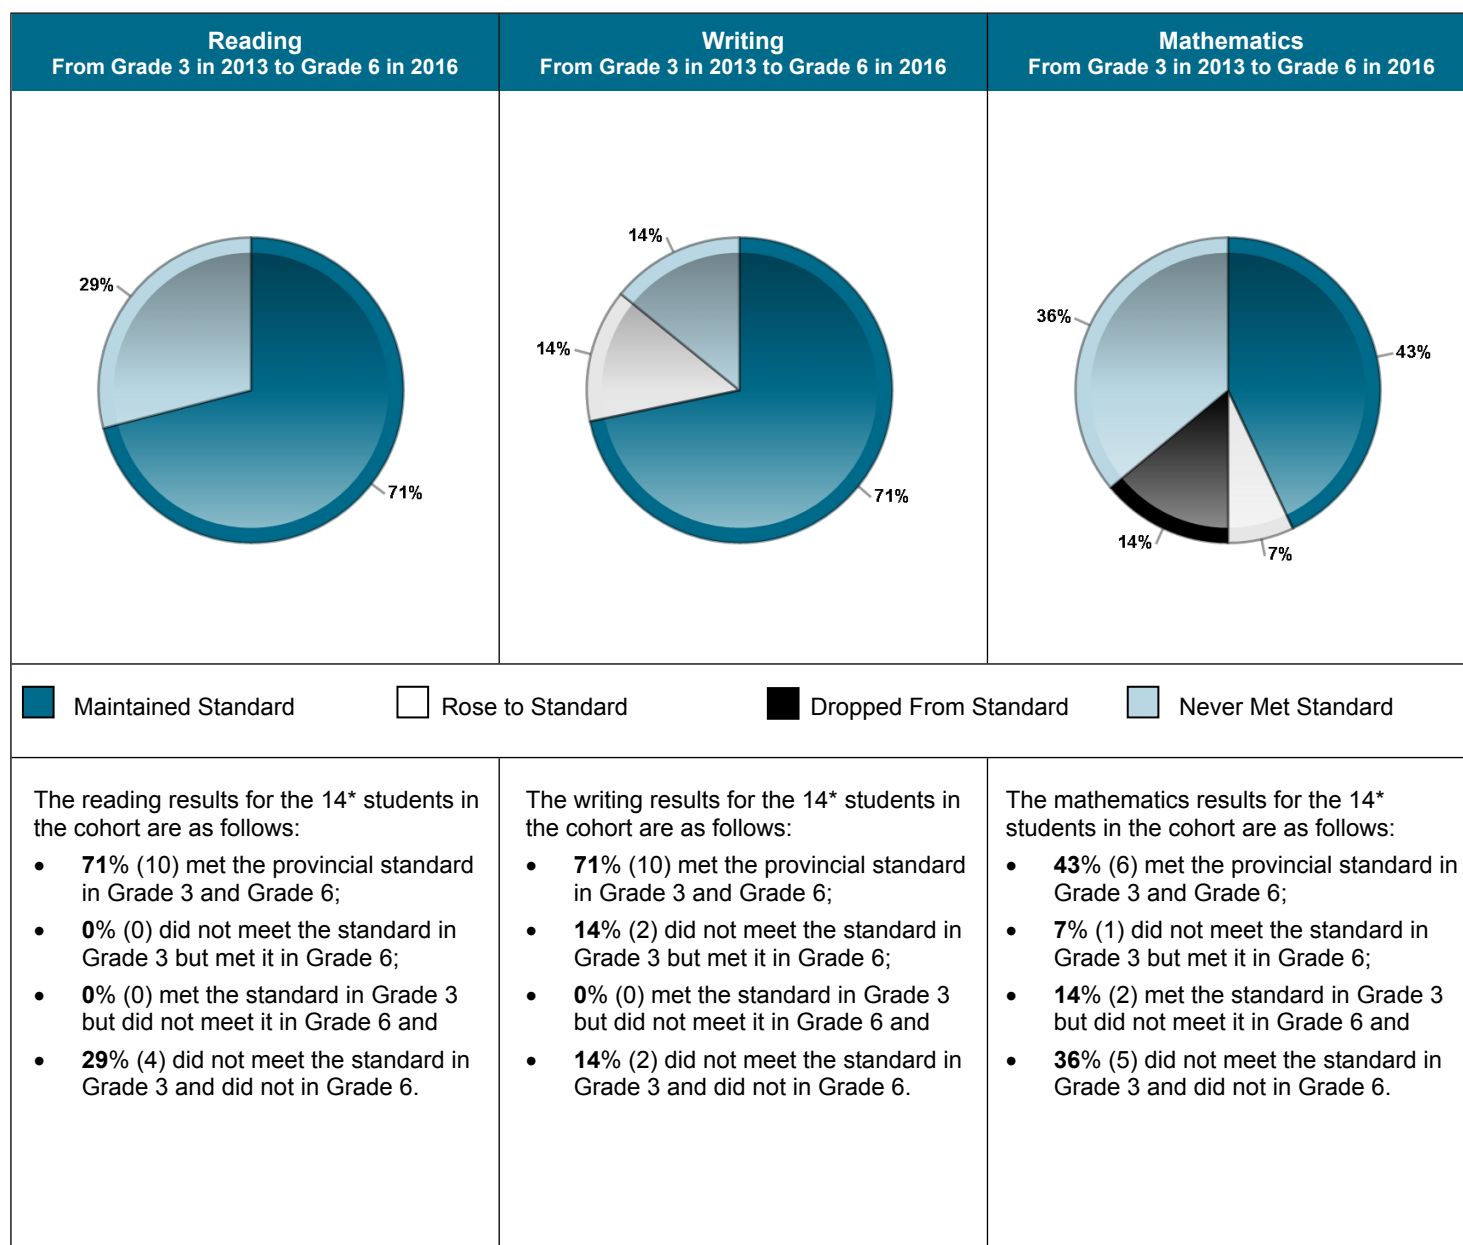 Reading
From Grade 3 in 2013 to Grade 6 in 2016
Writing
From Grade 3 in 2013 to Grade 6 in 2016
Mathematics
From Grade 3 in 2013 to Grade 6 in 2016
29%
71%
14%
14%
71%
36%
43%
14%
7%
Maintained Standard
Rose to Standard
Dropped From Standard
Never Met Standard
The reading results for the 14* students in
the cohort are as follows:
• 71% (10) met the provincial standard
in Grade 3 and Grade 6;
• 0% (0) did not meet the standard in
Grade 3 but met it in Grade 6;
• 0% (0) met the standard in Grade 3
but did not meet it in Grade 6 and
• 29% (4) did not meet the standard in
Grade 3 and did not in Grade 6.
The writing results for the 14* students in
the cohort are as follows:
• 71% (10) met the provincial standard
in Grade 3 and Grade 6;
• 14% (2) did not meet the standard in
Grade 3 but met it in Grade 6;
• 0% (0) met the standard in Grade 3
but did not meet it in Grade 6 and
• 14% (2) did not meet the standard in
Grade 3 and did not in Grade 6.
The mathematics results for the 14*
students in the cohort are as follows:
• 43% (6) met the provincial standard in
Grade 3 and Grade 6;
• 7% (1) did not meet the standard in
Grade 3 but met it in Grade 6;
• 14% (2) met the standard in Grade 3
but did not meet it in Grade 6 and
• 36% (5) did not meet the standard in
Grade 3 and did not in Grade 6.